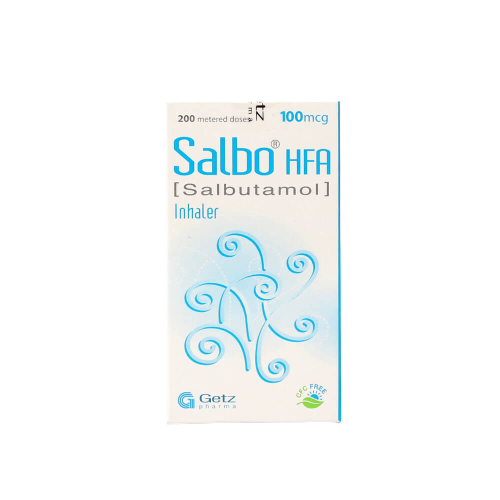 200 metered doses 100mcg
Salbo® HFA
[Salbutamol]
Inhaler
CFC FREE
Getz
pharma